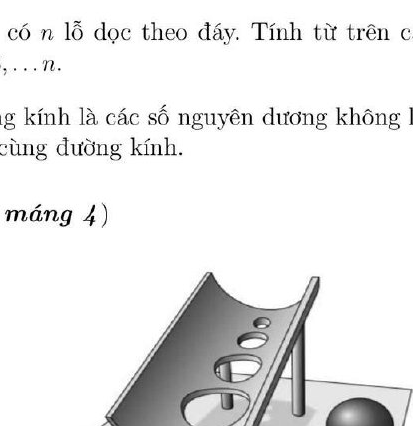 có n lỗ dọc theo đáy. Tính từ trên c
, . . . n.
g kính là các số nguyên dương không
cùng đường kính.
máng 4)